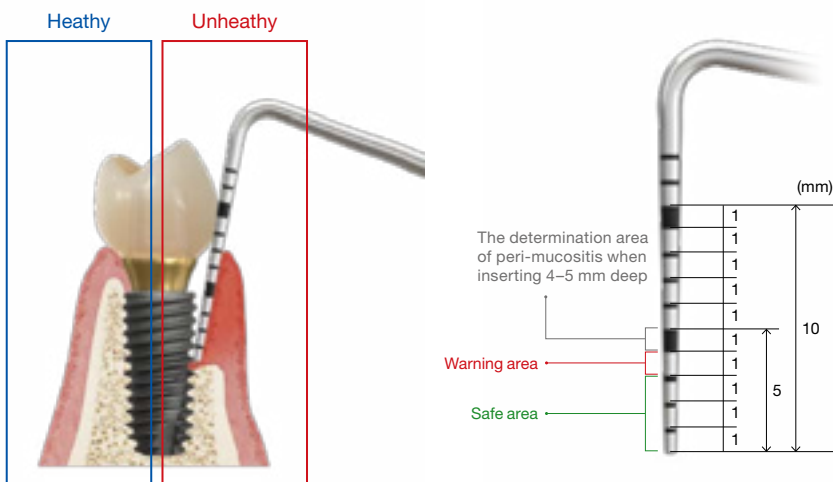 Heathy
Unheathy
(mm)
The determination area
of peri-mucositis when
inserting 4–5 mm deep
Warning area
Safe area
1
1
1
1
1
1
1
1
1
1
5
10